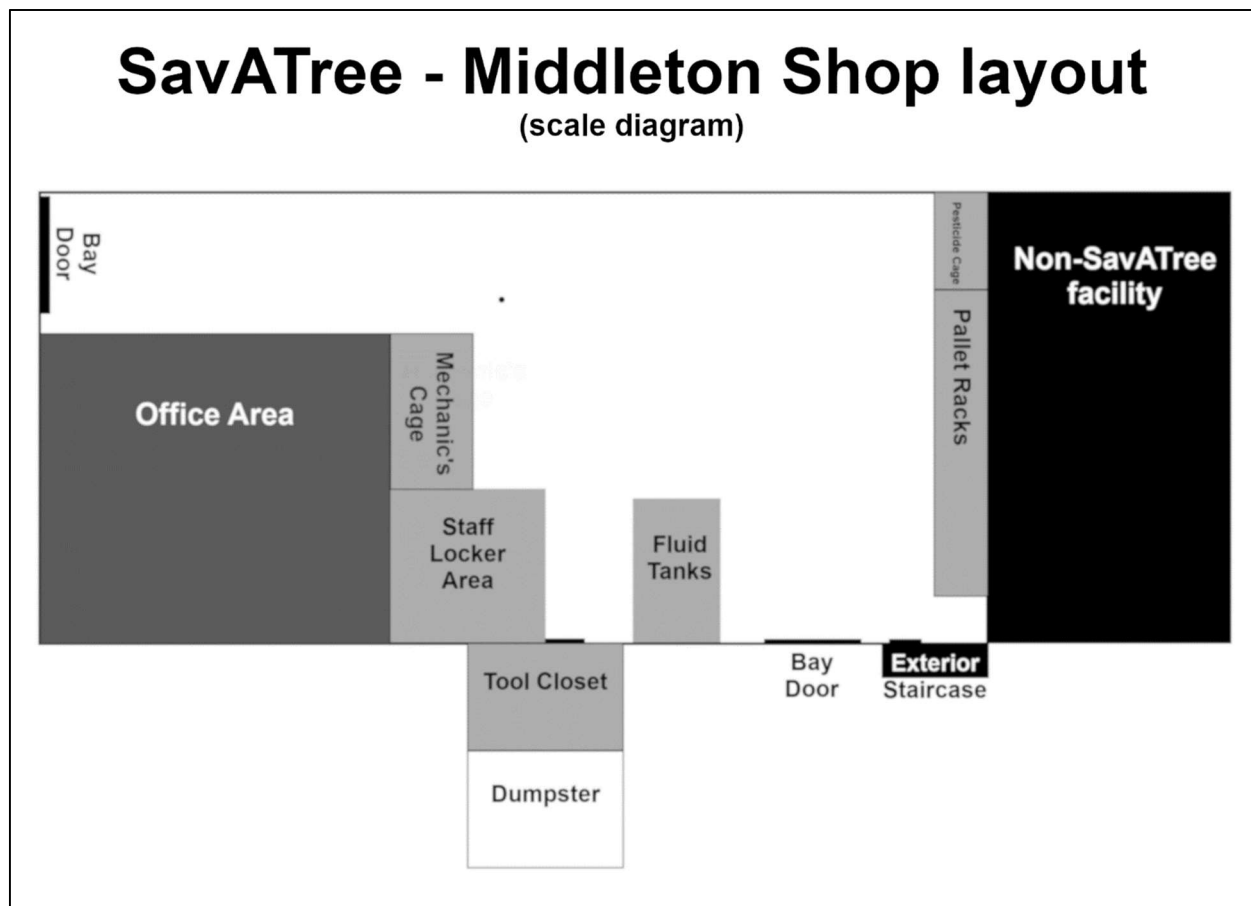 SavATree - Middleton Shop layout
(scale diagram)
Bay
Door
Pesticide Cage
Non-SavATree
facility
Pallet Racks
Mechanic's
Cage
Office Area
Staff
Locker
Area
Fluid
Tanks
Bay
Door
Exterior
Staircase
Tool Closet
Dumpster